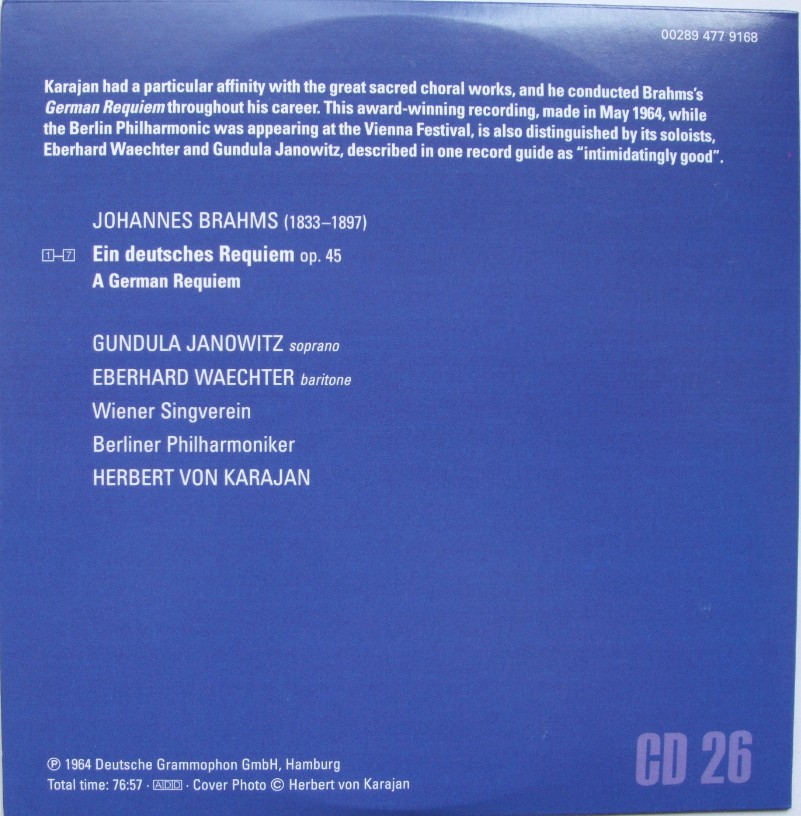 00289 477 9168
Karajan had a particular affinity with the great sacred choral works, and he conducted Brahms's
German Requiem throughout his career. This award-winning recording, made in May 1964, while
the Berlin Philharmonic was appearing at the Vienna Festival, is also distinguished by its soloists,
Eberhard Waechter and Gundula Janowitz, described in one record guide as “intimidatingly good”.
JOHANNES BRAHMS (1833–1897)
1–7 Ein deutsches Requiem op. 45
A German Requiem
GUNDULA JANOWITZ soprano
EBERHARD WAECHTER baritone
Wiener Singverein
Berliner Philharmoniker
HERBERT VON KARAJAN
℗ 1964 Deutsche Grammophon GmbH, Hamburg
Total time: 76:57 · ADD · Cover Photo © Herbert von Karajan
CD 26